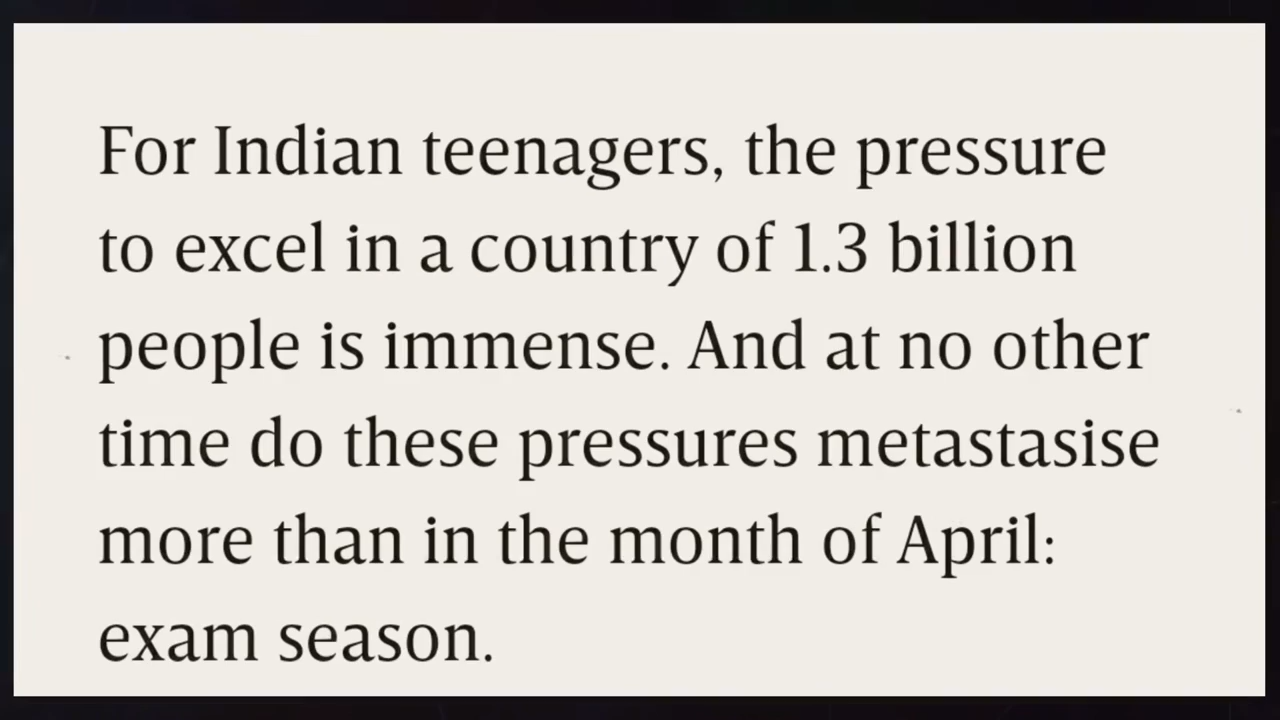 For Indian teenagers, the pressure
to excel in a country of 1.3 billion
people is immense. And at no other
time do these pressures metastasise
more than in the month of April:
exam season.